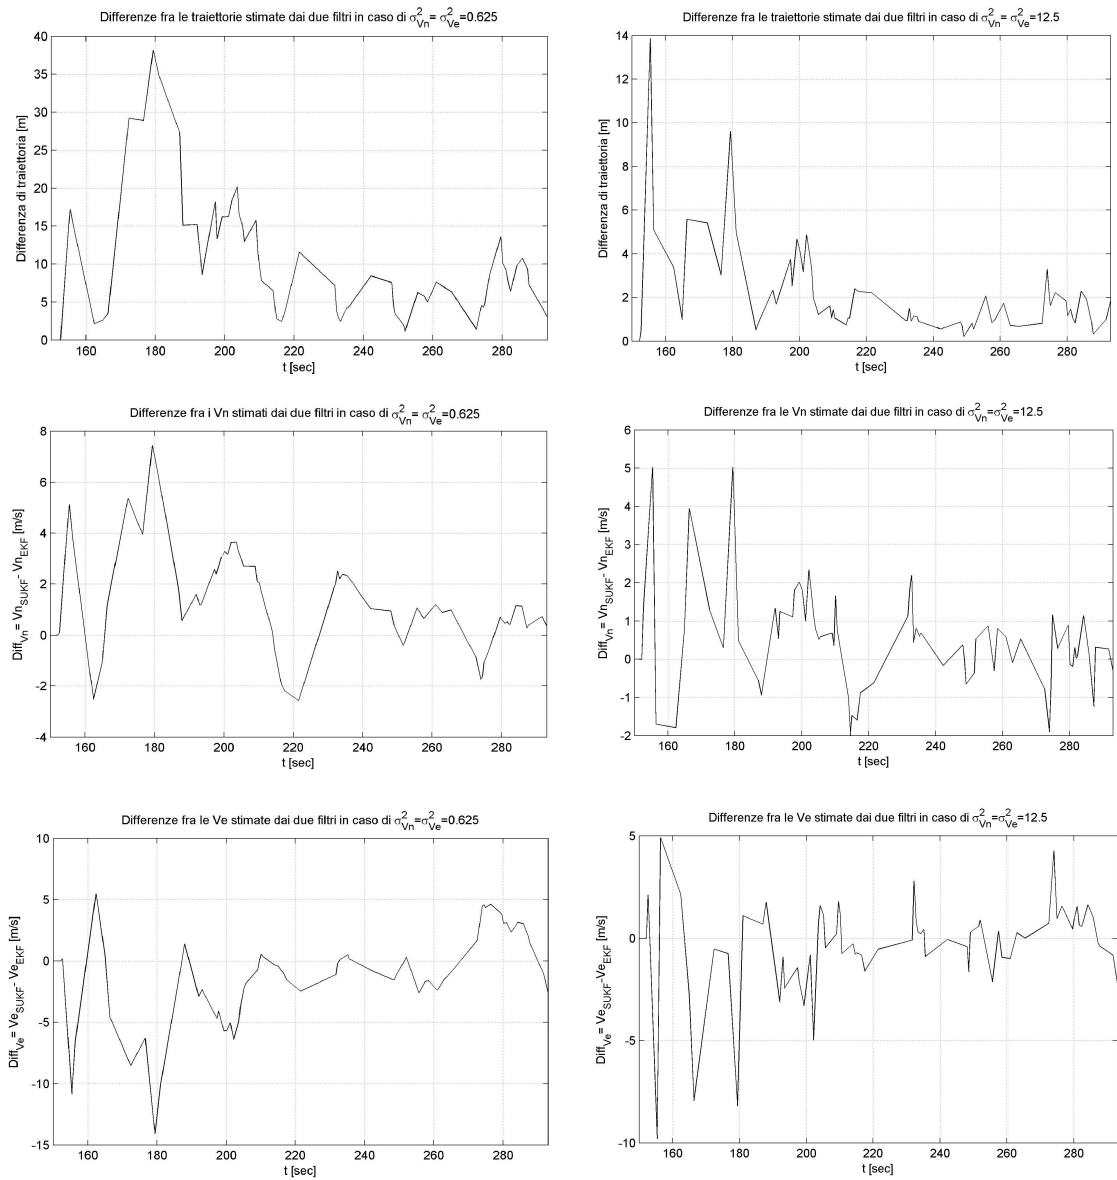 Differenze fra le traiettorie stimate dai due filtri in caso di σ²Vn= σ²Ve=0.625
Differenza di traiettoria [m]
40
35
30
25
20
15
10
5
0
160 180 200 220 240 260 280
t [sec]
Differenze fra le traiettorie stimate dai due filtri in caso di σ²Vn= σ²Ve=12.5
Differenza di traiettoria [m]
14
12
10
8
6
4
2
0
160 180 200 220 240 260 280
t [sec]
Differenze fra i Vn stimati dai due filtri in caso di σ²Vn= σ²Ve=0.625
DiffVn= VnSUKF- VnEKF [m/s]
8
6
4
2
0
-2
-4
160 180 200 220 240 260 280
t [sec]
Differenze fra le Vn stimate dai due filtri in caso di σ²Vn=σ²Ve=12.5
DiffVn= VnSUKF- VnEKF [m/s]
6
5
4
3
2
1
0
-1
-2
160 180 200 220 240 260 280
t [sec]
Differenze fra le Ve stimate dai due filtri in caso di σ²Vn=σ²Ve=0.625
DiffVe= VeSUKF- VeEKF [m/s]
10
5
0
-5
-10
-15
160 180 200 220 240 260 280
t [sec]
Differenze fra le Ve stimate dai due filtri in caso di σ²Vn=σ²Ve=12.5
DiffVe= VeSUKF-VeEKF [m/s]
5
0
-5
-10
160 180 200 220 240 260 280
t [sec]